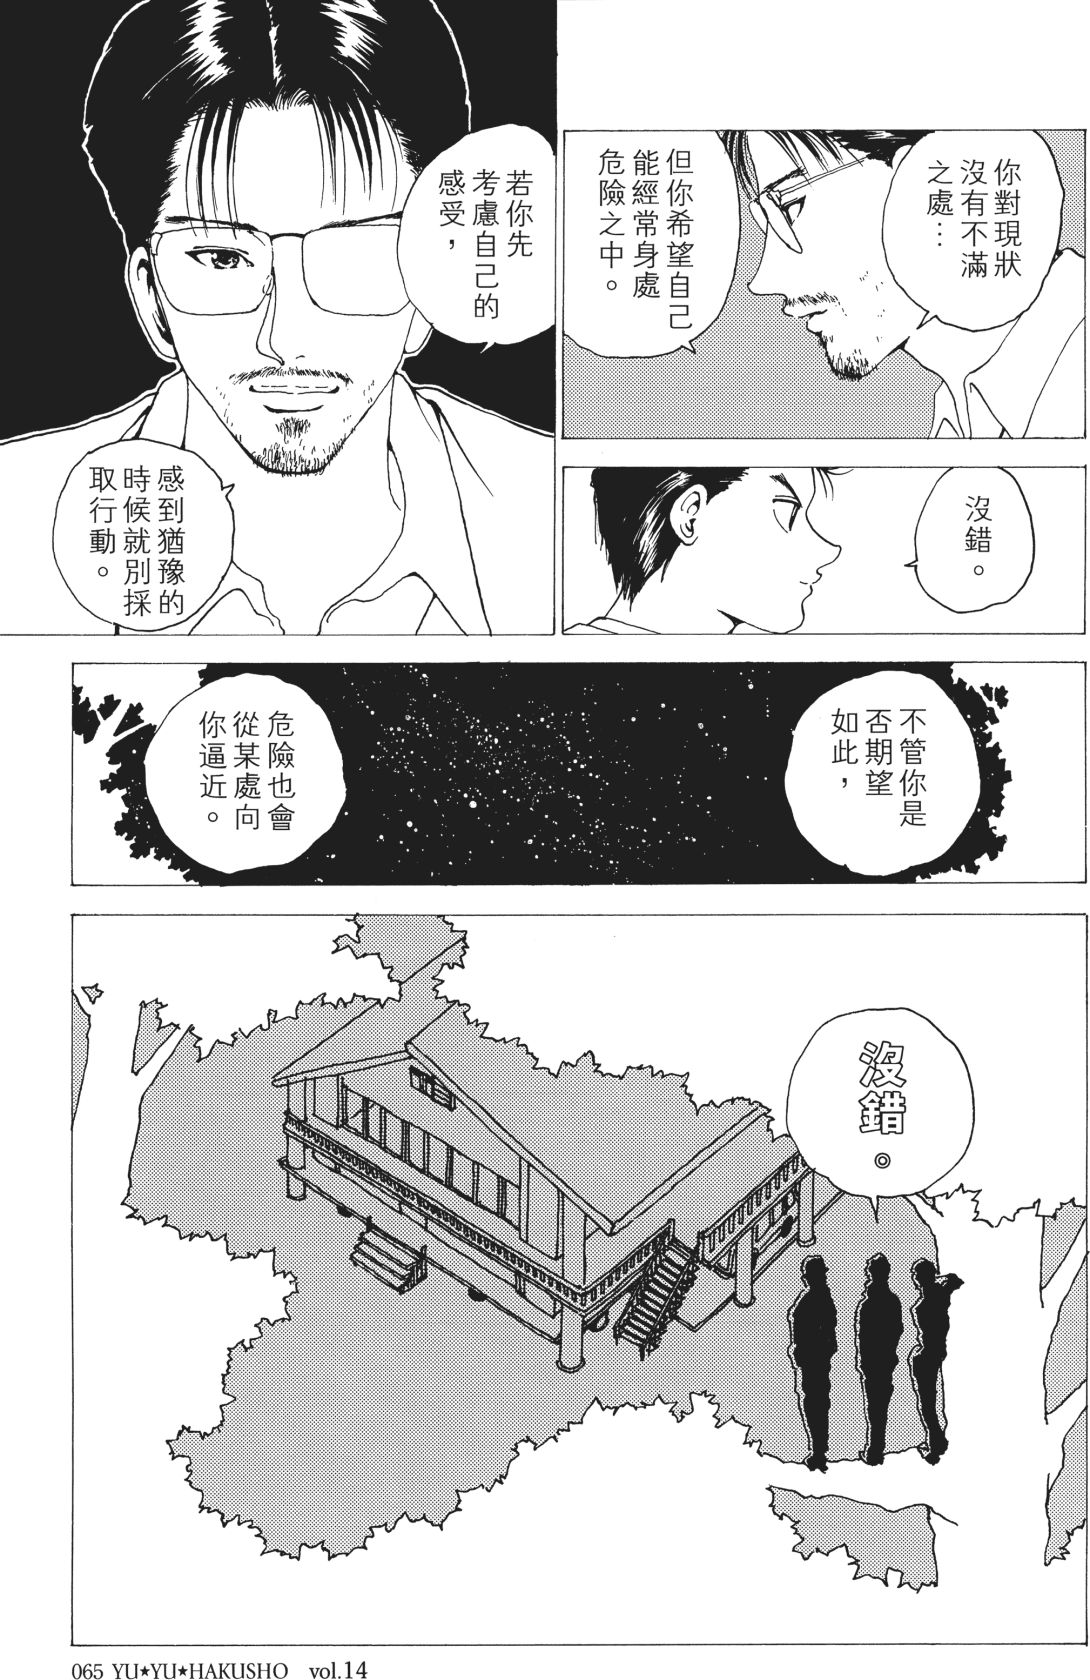 你對現狀
沒有不滿
之處…
但你希望自己
能經常身處
危險之中。
沒錯。
若你先
考慮自己的
感受，
感到猶豫的
時候就別採
取行動。
不管你是
否期望
如此，
危險也會
從某處向
你逼近。
沒錯。
065 YU★YU★HAKUSHO vol.14